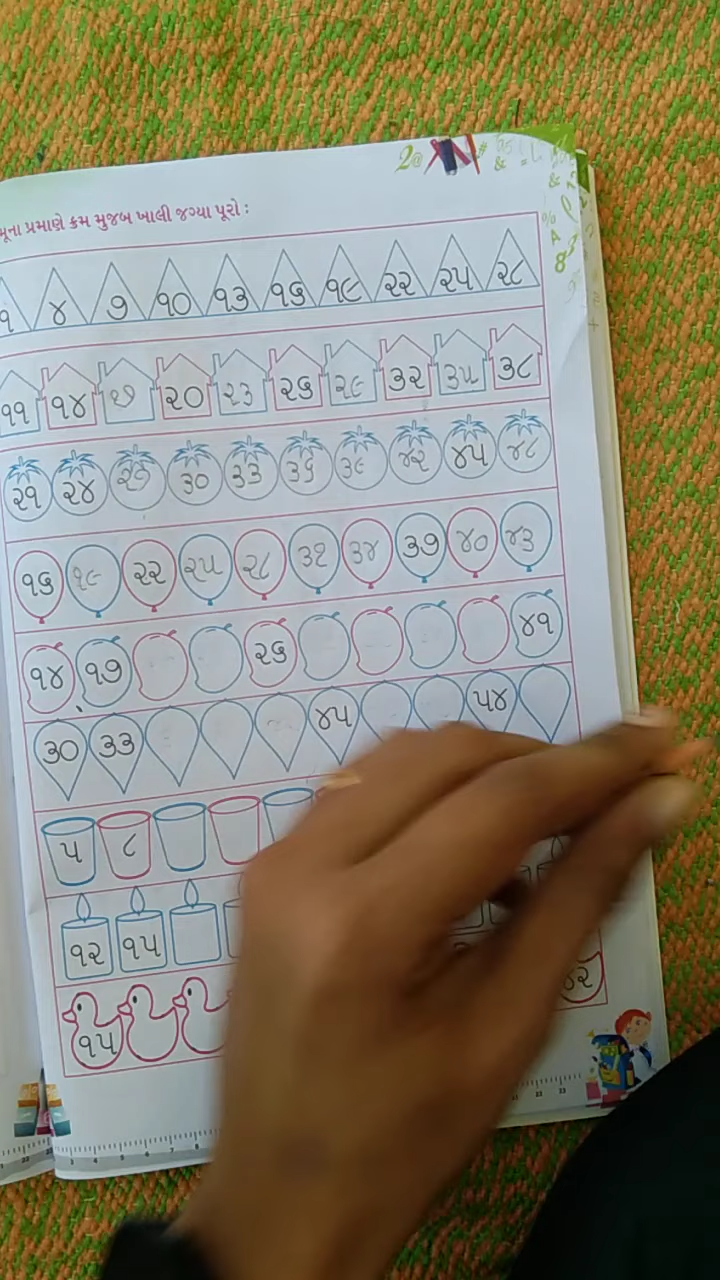 મૂના પ્રમાણે ક્રમ મુજબ ખાલી જગ્યા પૂરો :
૧ ૪ ૭ ૧૦ ૧૩ ૧૬ ૧૯ ૨૨ ૨૫ ૨૮
૧૧ ૧૪ ૨૦ ૨૩ ૨૬ ૨૯ ૩૨ ૩૫ ૩૮
૨૧ ૨૪ ૨૭ ૩૦ ૩૩ ૩૬ ૩૯ ૪૨ ૪૫ ૪૮
૧૬ ૧૯ ૨૨ ૨૫ ૨૮ ૩૧ ૩૪ ૩૭ ૪૦ ૪૩
૧૪ ૧૭ ૨૬ ૪૧
૩૦ ૩૩ ૪૫ ૫૪
૫ ૮
૧૨ ૧૫
૧૫ ૪૨